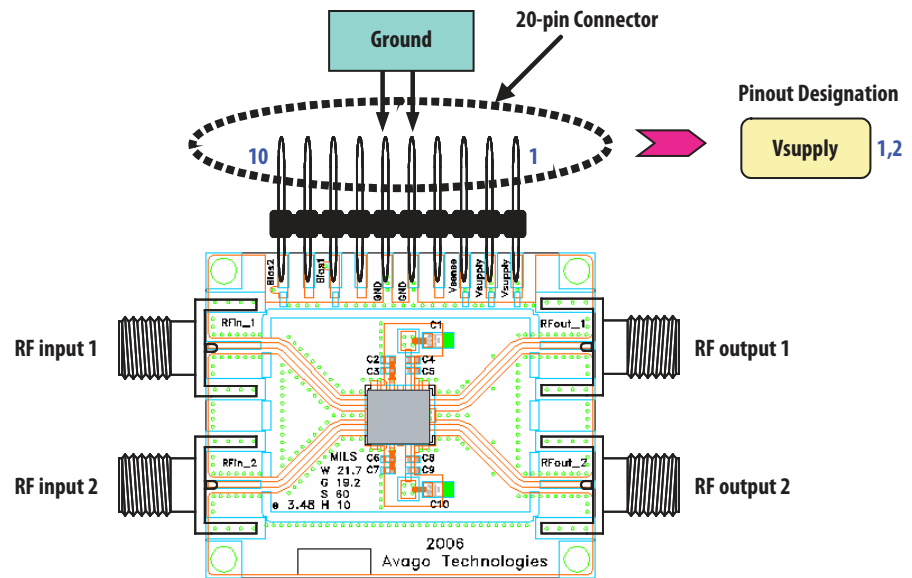 20-pin Connector
Ground
Pinout Designation
10
1
Vsupply
1,2
Bias2
Bias1
GND
GND
Vsense
Vsupply
Vsupply
RFin_1
RFout_1
RF input 1
RF output 1
C1
C2
C4
C3
C5
RFin_2
RFout_2
RF input 2
RF output 2
C6
C8
C7
C9
MILS
W 21.7
G 19.2
S 60
e 3.48 H 10
C10
2006
Avago Technologies